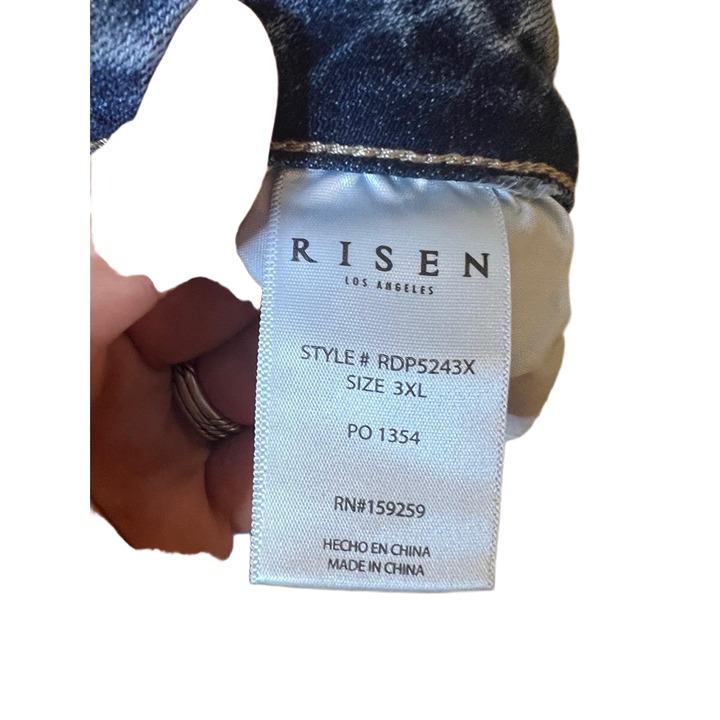 RISEN
LOS ANGELES
STYLE # RDP5243X
SIZE 3XL
PO 1354
RN#159259
HECHO EN CHINA
MADE IN CHINA